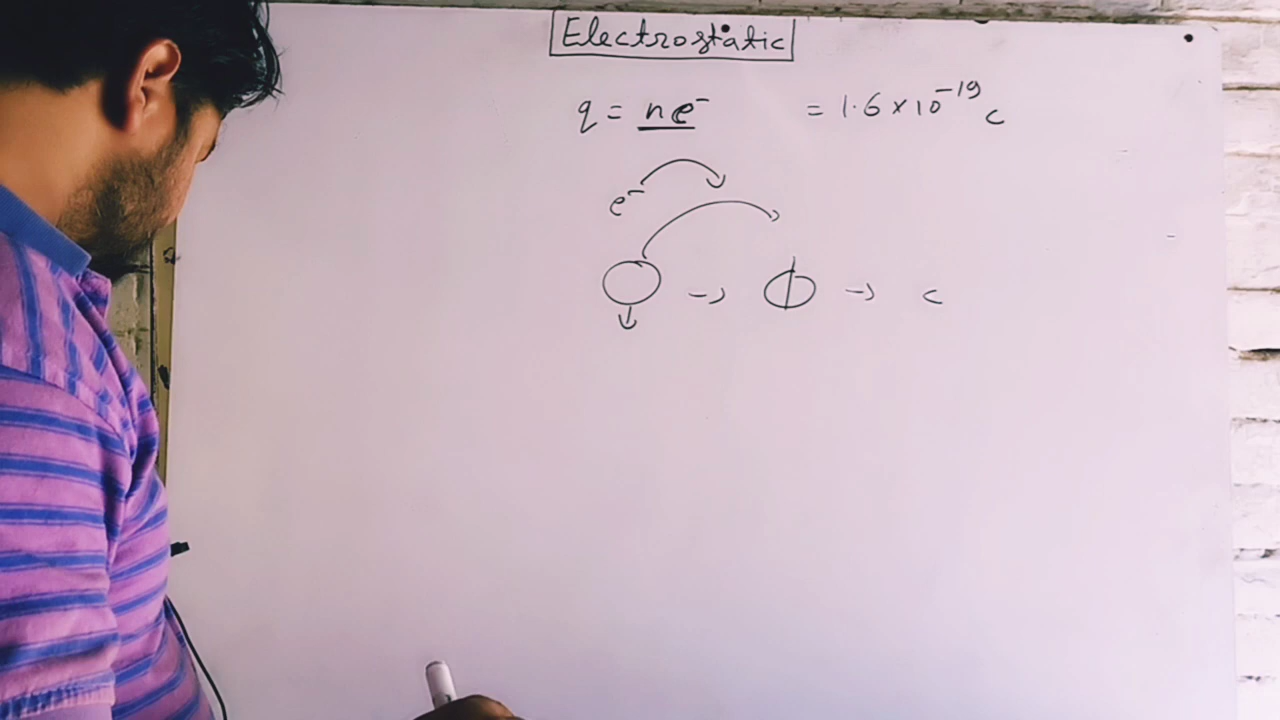 Electrostatic
q = ne⁻ = 1.6 × 10⁻¹⁹ c
e⁻
→ ϕ → c